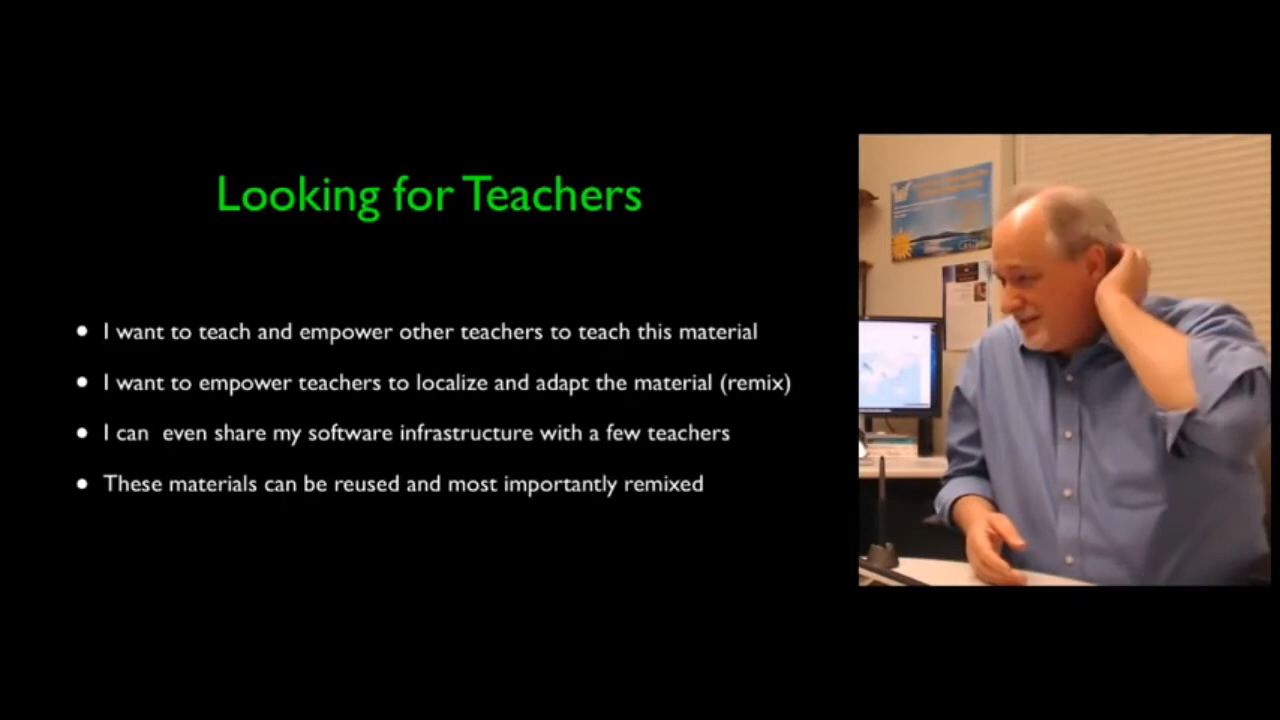 Looking for Teachers
• I want to teach and empower other teachers to teach this material
• I want to empower teachers to localize and adapt the material (remix)
• I can  even share my software infrastructure with a few teachers
• These materials can be reused and most importantly remixed